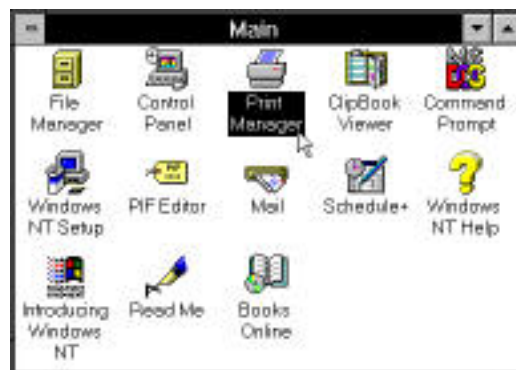 Main
File Manager
Control Panel
Print Manager
ClipBook Viewer
Command Prompt
Windows NT Setup
PIF Editor
Mail
Schedule+
Windows NT Help
Introducing Windows NT
Read Me
Books Online